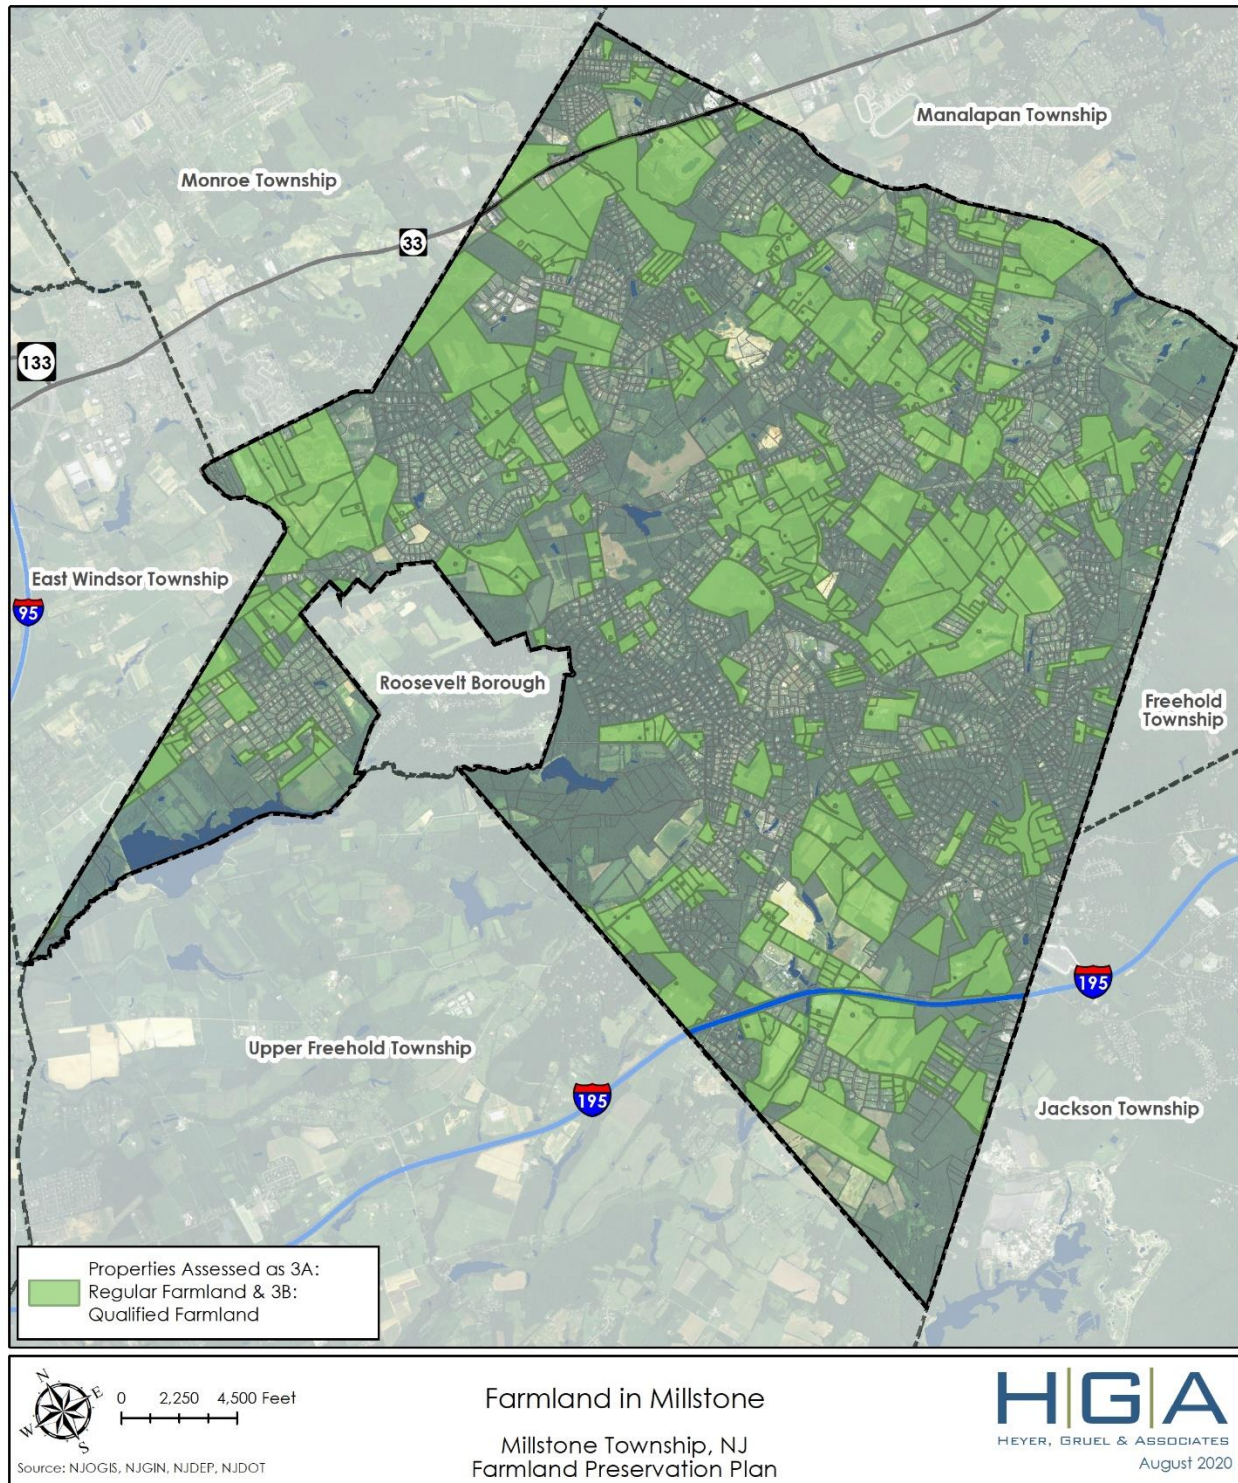 Manalapan Township
Monroe Township
33
133
East Windsor Township
95
Roosevelt Borough
Freehold
Township
195
Upper Freehold Township
195
Jackson Township
Properties Assessed as 3A:
Regular Farmland & 3B:
Qualified Farmland
N
E
W
S
0 2,250 4,500 Feet
Source: NJOGIS, NJGIN, NJDEP, NJDOT
Farmland in Millstone
Millstone Township, NJ
Farmland Preservation Plan
H|G|A
HEYER, GRUEL & ASSOCIATES
August 2020